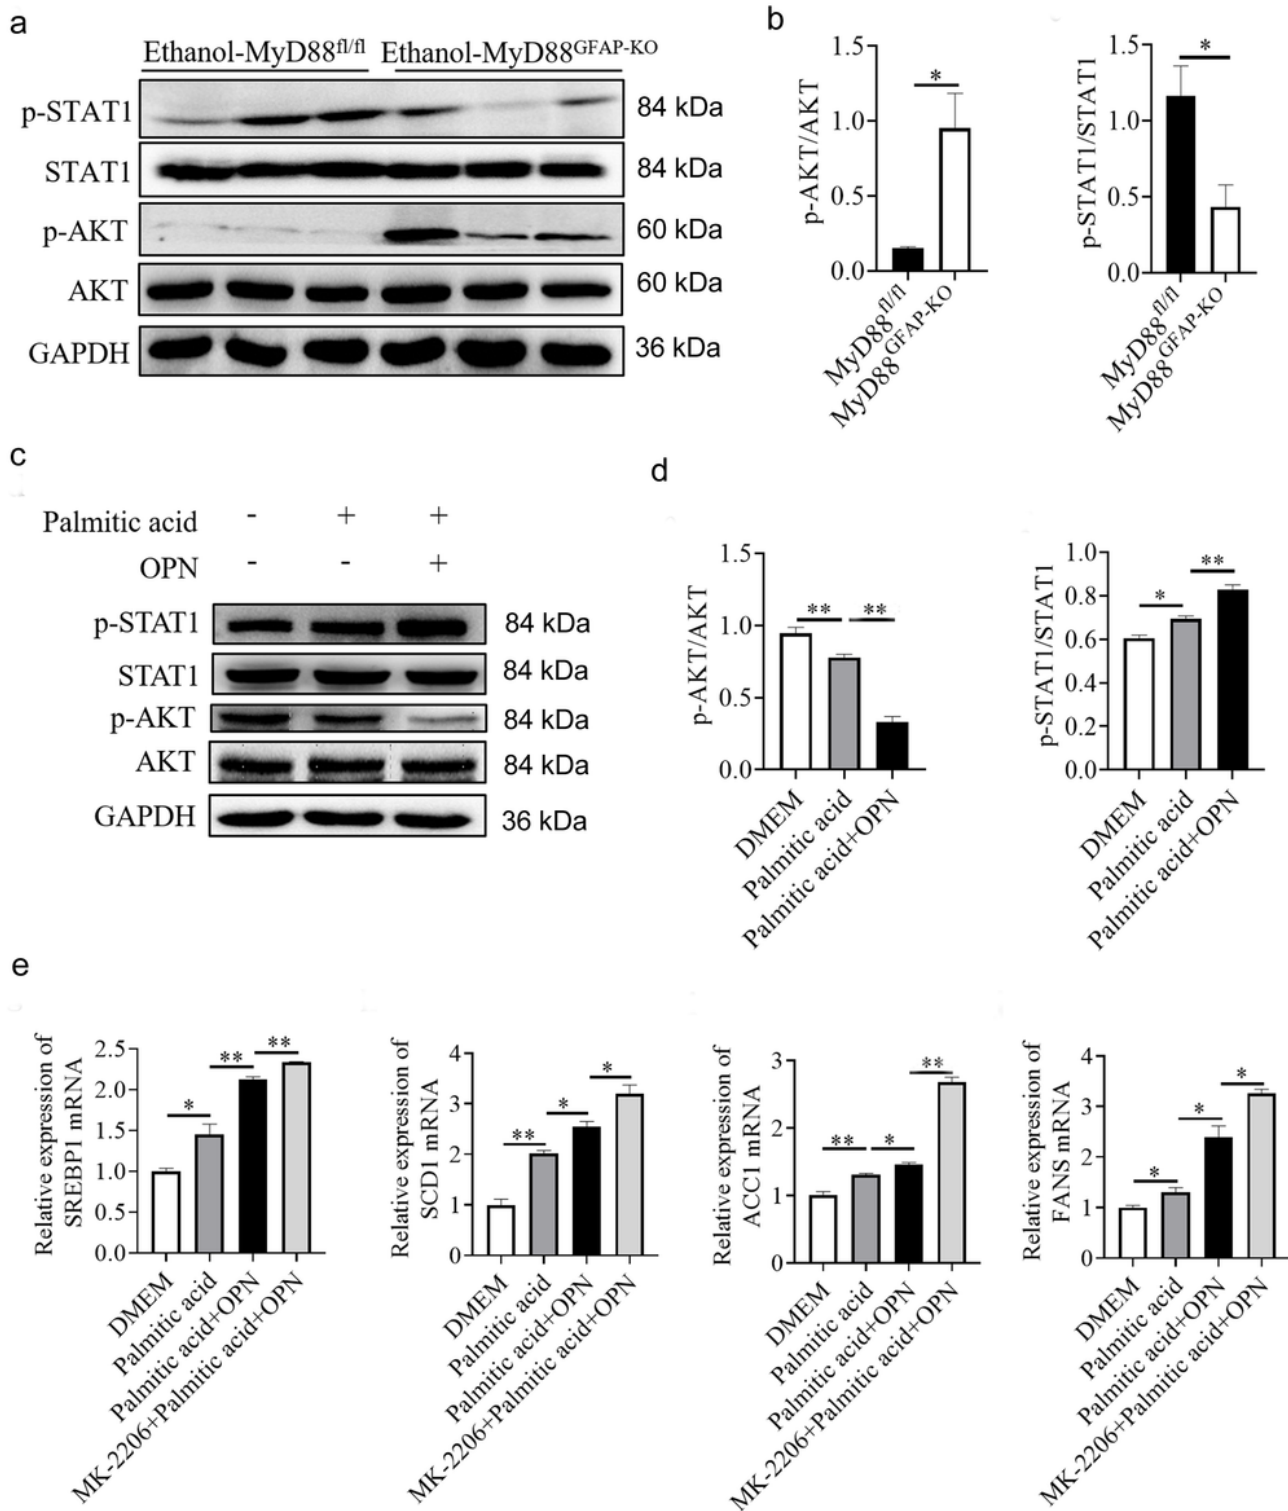 a
Ethanol-MyD88fl/fl Ethanol-MyD88GFAP-KO
p-STAT1 84 kDa
STAT1 84 kDa
p-AKT 60 kDa
AKT 60 kDa
GAPDH 36 kDa
b
p-AKT/AKT
1.5
1.0
0.5
0.0
*
MyD88fl/fl
MyD88GFAP-KO
p-STAT1/STAT1
1.5
1.0
0.5
0.0
*
MyD88fl/fl
MyD88GFAP-KO
c
Palmitic acid - + +
OPN - - +
p-STAT1 84 kDa
STAT1 84 kDa
p-AKT 84 kDa
AKT 84 kDa
GAPDH 36 kDa
d
p-AKT/AKT
1.5
1.0
0.5
0.0
** **
DMEM
Palmitic acid
Palmitic acid+OPN
p-STAT1/STAT1
1.0
0.8
0.6
0.4
0.2
0.0
* **
DMEM
Palmitic acid
Palmitic acid+OPN
e
Relative expression of
SREBP1 mRNA
2.5
2.0
1.5
1.0
0.5
0.0
* ** **
DMEM
Palmitic acid
Palmitic acid+OPN
MK-2206+Palmitic acid+OPN
Relative expression of
SCD1 mRNA
4
3
2
1
0
** * *
DMEM
Palmitic acid
Palmitic acid+OPN
MK-2206+Palmitic acid+OPN
Relative expression of
ACC1 mRNA
3
2
1
0
** * **
DMEM
Palmitic acid
Palmitic acid+OPN
MK-2206+Palmitic acid+OPN
Relative expression of
FANS mRNA
4
3
2
1
0
* * *
DMEM
Palmitic acid
Palmitic acid+OPN
MK-2206+Palmitic acid+OPN